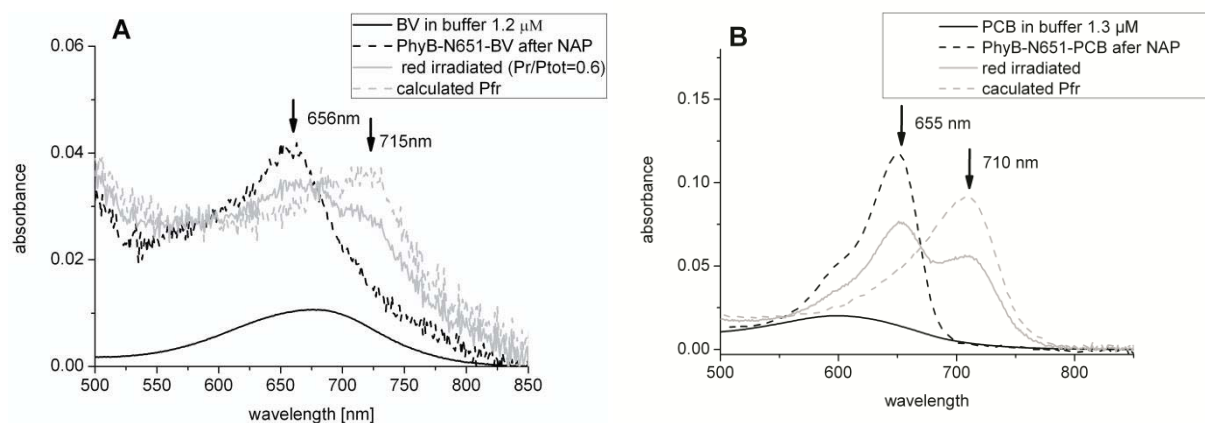 A
BV in buffer 1.2 μM
PhyB-N651-BV after NAP
red irradiated (Pr/Ptot=0.6)
calculated Pfr
656nm
715nm
0.06
0.04
0.02
0.00
absorbance
500 550 600 650 700 750 800 850
wavelength [nm]
B
PCB in buffer 1.3 µM
PhyB-N651-PCB afer NAP
red irradiated
caculated Pfr
655 nm
710 nm
0.15
0.10
0.05
0.00
absorbance
500 600 700 800
wavelength